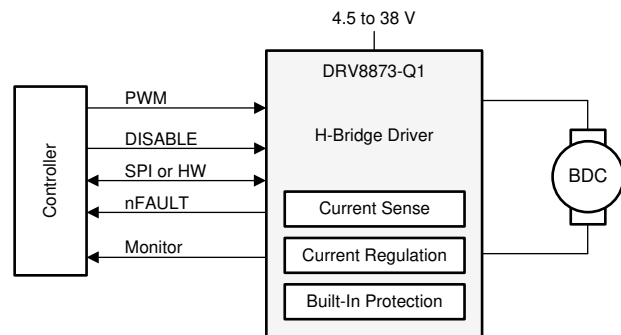 4.5 to 38 V
DRV8873-Q1
H-Bridge Driver
Controller
PWM
DISABLE
SPI or HW
nFAULT
Monitor
Current Sense
Current Regulation
Built-In Protection
BDC